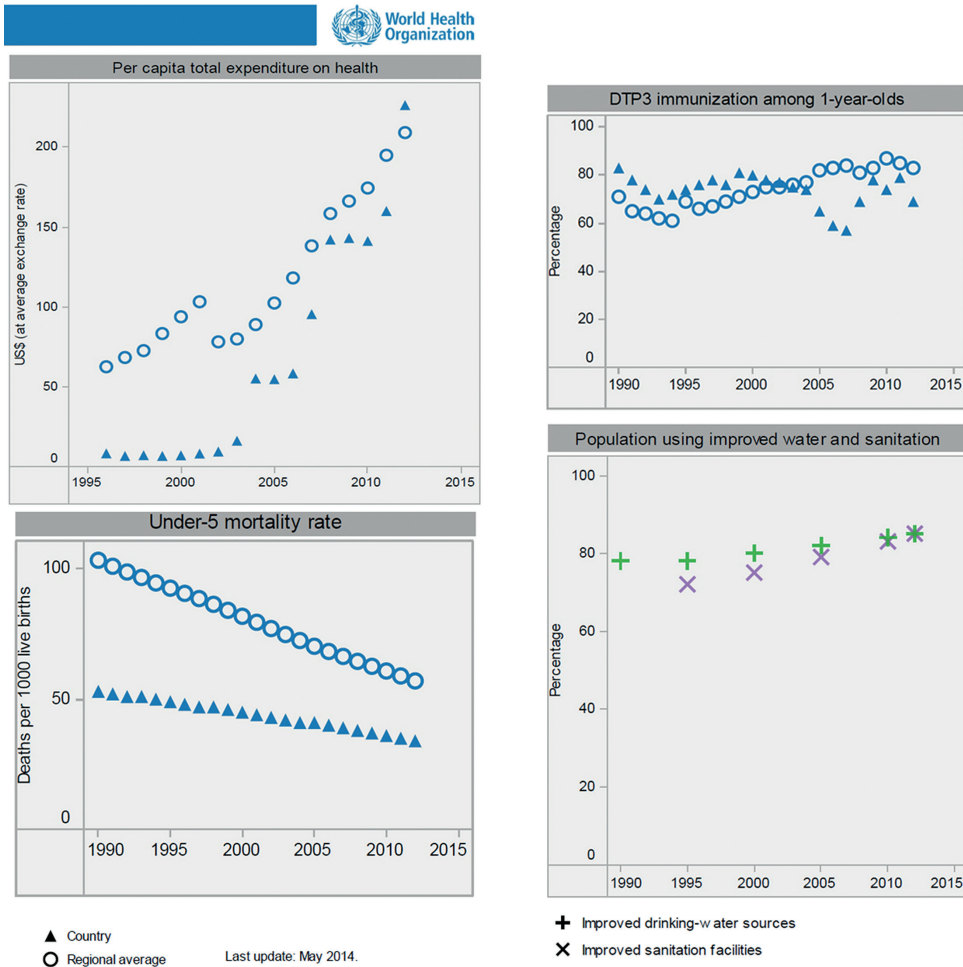 World Health
Organization
Per capita total expenditure on health
US$ (at average exchange rate)
200
150
100
50
0
1995 2000 2005 2010 2015
Under-5 mortality rate
Deaths per 1000 live births
100
50
0
1990 1995 2000 2005 2010 2015
Country
Regional average
Last update: May 2014.
DTP3 immunization among 1-year-olds
Percentage
100
80
60
40
20
0
1990 1995 2000 2005 2010 2015
Population using improved water and sanitation
Percentage
100
80
60
40
20
0
1990 1995 2000 2005 2010 2015
Improved drinking-water sources
Improved sanitation facilities